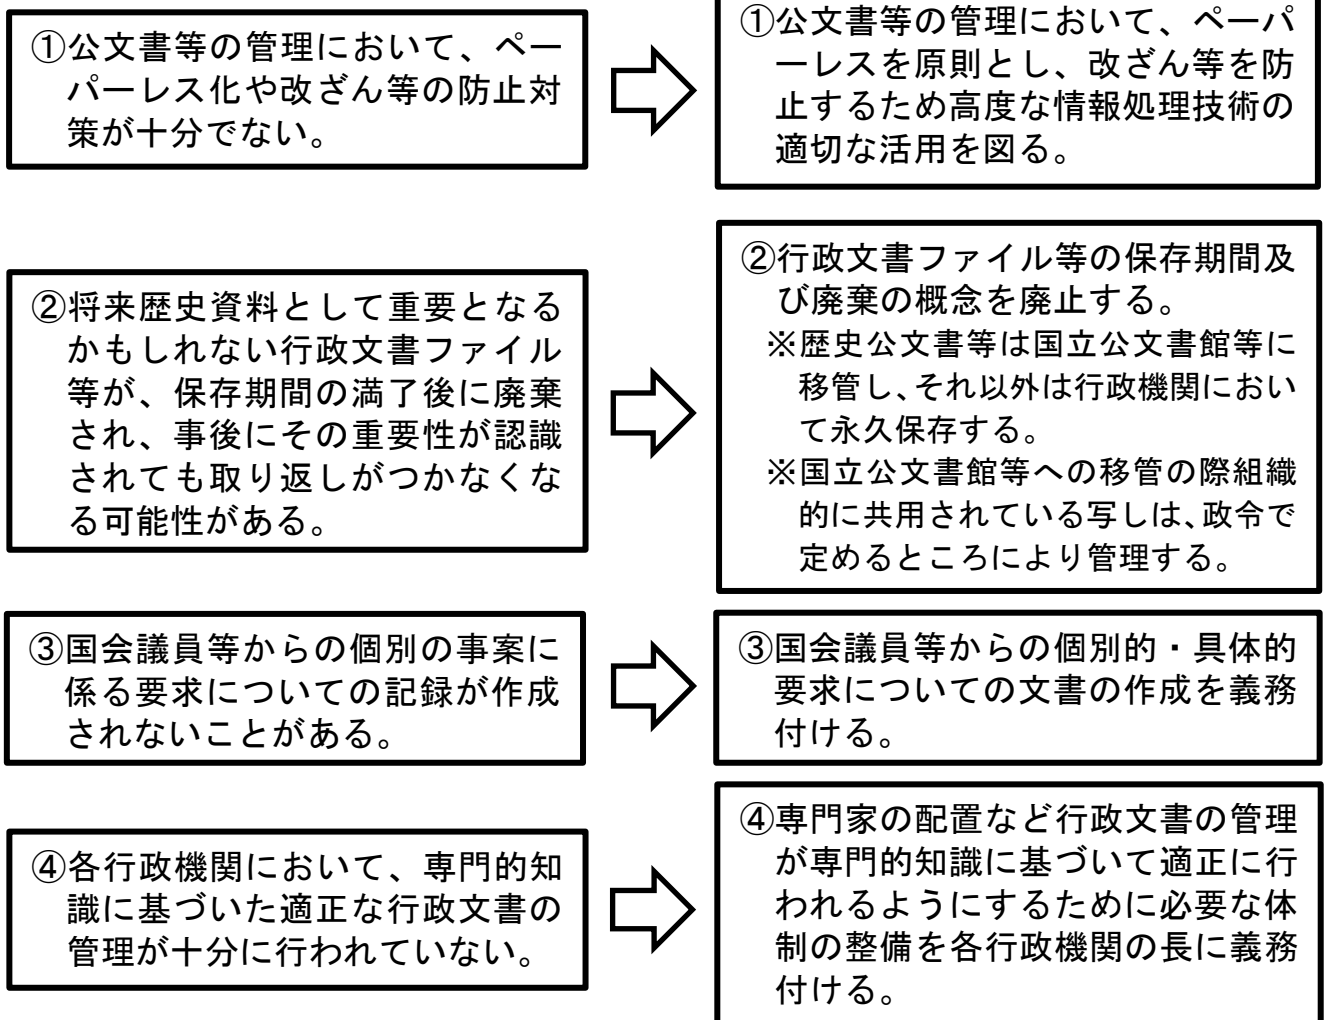 ①公文書等の管理において、ペー
パーレス化や改ざん等の防止対
策が十分でない。
①公文書等の管理において、ペーパ
ーレスを原則とし、改ざん等を防
止するため高度な情報処理技術の
適切な活用を図る。
②将来歴史資料として重要となる
かもしれない行政文書ファイル
等が、保存期間の満了後に廃棄
され、事後にその重要性が認識
されても取り返しがつかなくな
る可能性がある。
②行政文書ファイル等の保存期間及
び廃棄の概念を廃止する。
※歴史公文書等は国立公文書館等に
移管し、それ以外は行政機関におい
て永久保存する。
※国立公文書館等への移管の際組織
的に共用されている写しは、政令で
定めるところにより管理する。
③国会議員等からの個別の事案に
係る要求についての記録が作成
されないことがある。
③国会議員等からの個別的・具体的
要求についての文書の作成を義務
付ける。
④各行政機関において、専門的知
識に基づいた適正な行政文書の
管理が十分に行われていない。
④専門家の配置など行政文書の管理
が専門的知識に基づいて適正に行
われるようにするために必要な体
制の整備を各行政機関の長に義務
付ける。